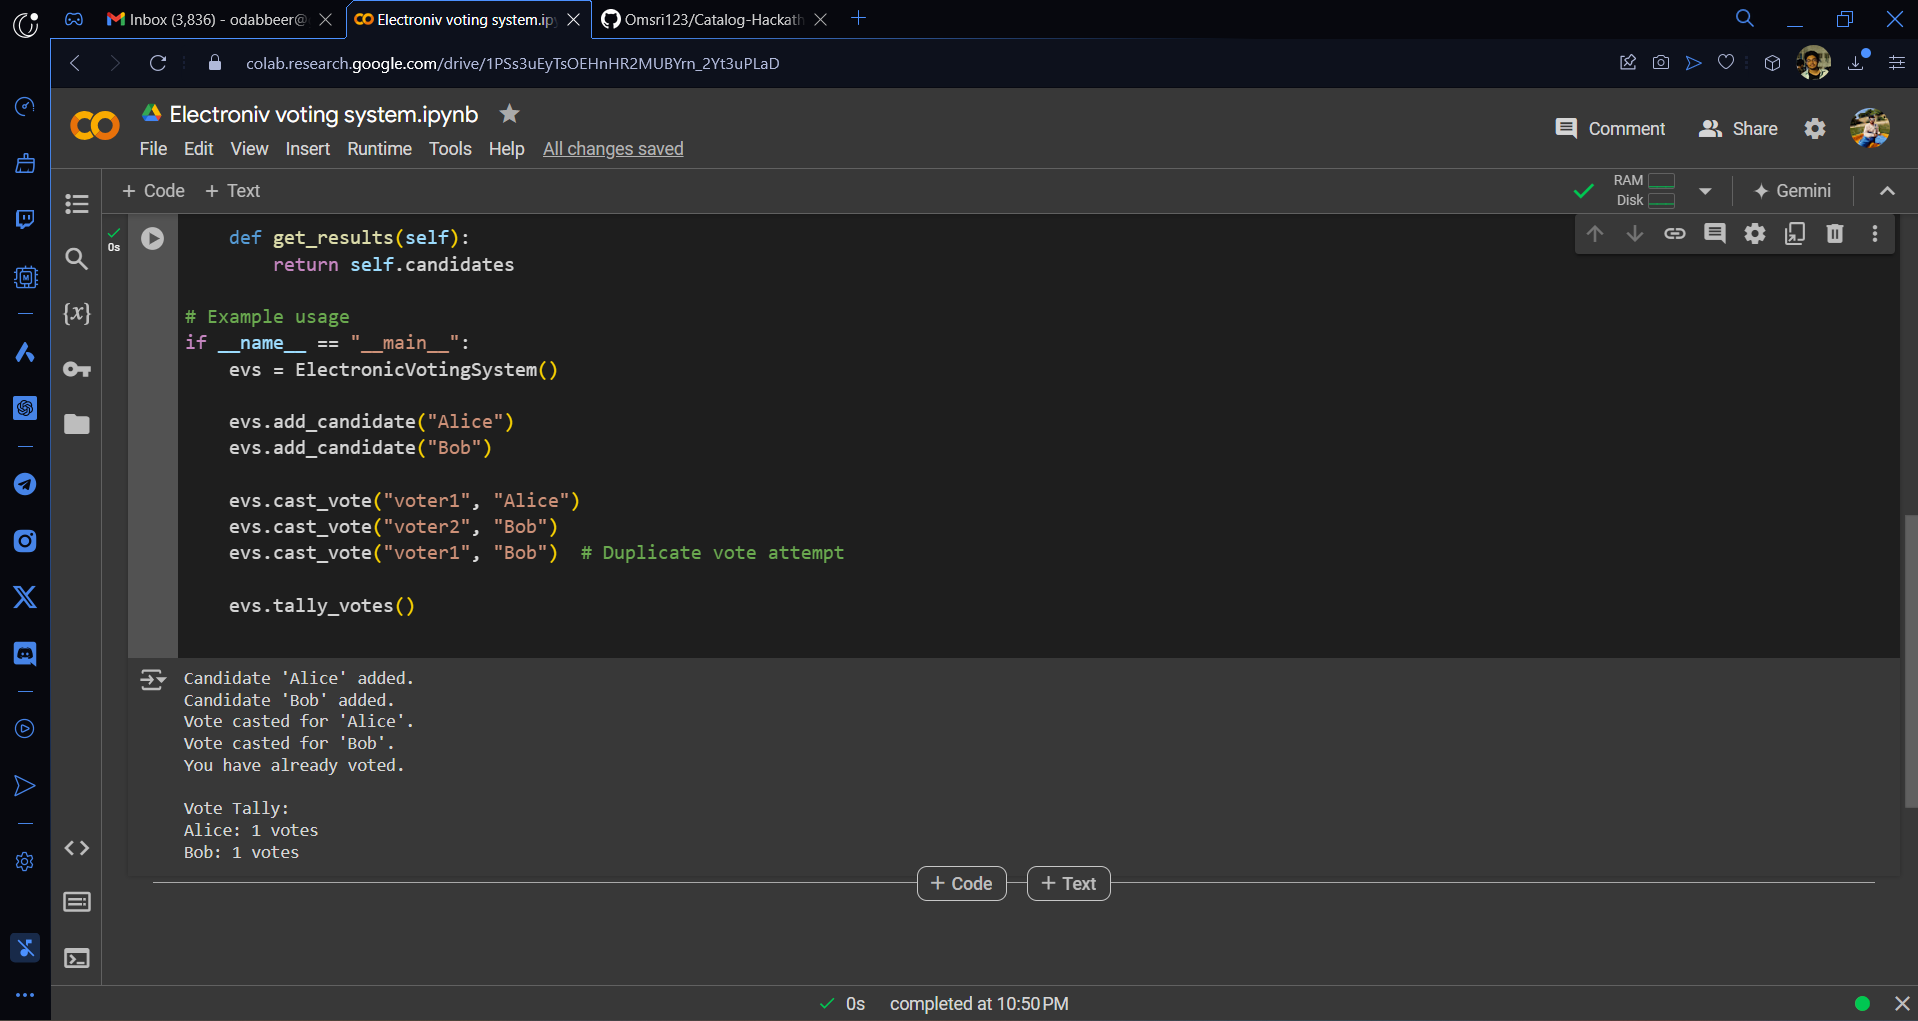 Inbox (3,836) - odabbeer@
Electroniv voting system.ip
Omsri123/Catalog-Hackath
colab.research.google.com/drive/1PSs3uEyTsOEHnHR2MUBYrn_2Yt3uPLaD
Electroniv voting system.ipynb
Comment
Share
File Edit View Insert Runtime Tools Help All changes saved
+ Code + Text
RAM
Disk
Gemini
0s
def get_results(self):
return self.candidates
# Example usage
if __name__ == "__main__":
evs = ElectronicVotingSystem()
evs.add_candidate("Alice")
evs.add_candidate("Bob")
evs.cast_vote("voter1", "Alice")
evs.cast_vote("voter2", "Bob")
evs.cast_vote("voter1", "Bob")  # Duplicate vote attempt
evs.tally_votes()
Candidate 'Alice' added.
Candidate 'Bob' added.
Vote casted for 'Alice'.
Vote casted for 'Bob'.
You have already voted.
Vote Tally:
Alice: 1 votes
Bob: 1 votes
+ Code + Text
0s completed at 10:50 PM